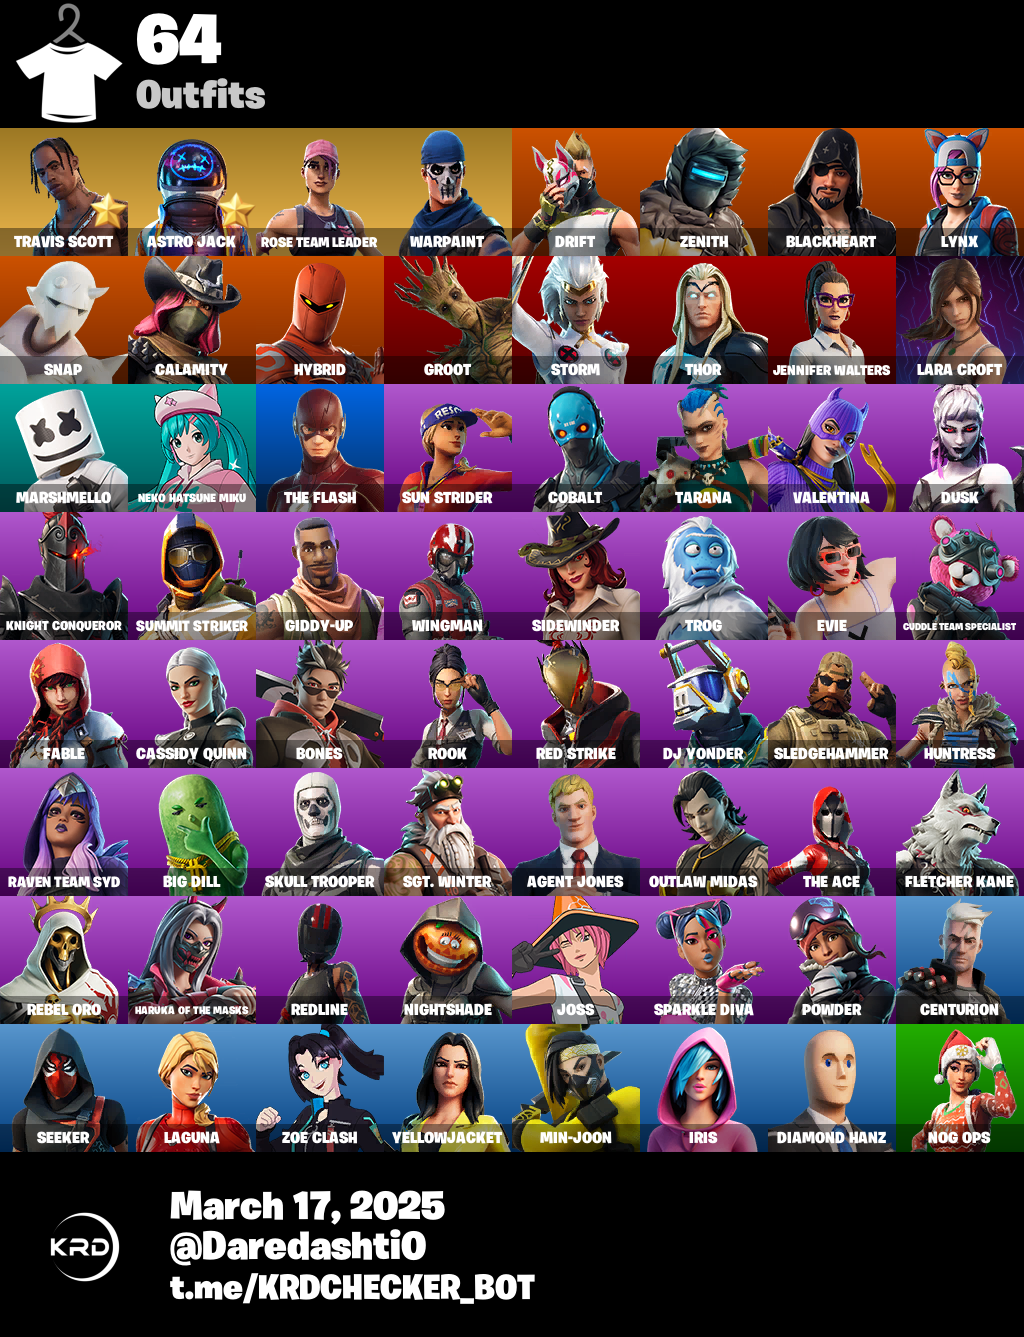 64
Outfits
TRAVIS SCOTT ASTRO JACK ROSE TEAM LEADER WARPAINT DRIFT ZENITH BLACKHEART LYNX
SNAP CALAMITY HYBRID GROOT STORM THOR JENNIFER WALTERS LARA CROFT
MARSHMELLO NEKO HATSUNE MIKU THE FLASH RESC SUN STRIDER COBALT TARANA VALENTINA DUSK
KNIGHT CONQUEROR SUMMIT STRIKER GIDDY-UP WINGMAN SIDEWINDER TROG EVIE CUDDLE TEAM SPECIALIST
FABLE CASSIDY QUINN BONES ROOK RED STRIKE DJ YONDER SLEDGEHAMMER HUNTRESS
RAVEN TEAM SYD BIG DILL SKULL TROOPER SGT. WINTER AGENT JONES OUTLAW MIDAS THE ACE FLETCHER KANE
REBEL ORO HARUKA OF THE MASKS REDLINE NIGHTSHADE JOSS SPARKLE DIVA POWDER CENTURION
SEEKER LAGUNA ZOE CLASH YELLOWJACKET MIN-JOON IRIS DIAMOND HANZ NOG OPS
KRD
March 17, 2025
@Daredashti0
t.me/KRDCHECKER_BOT